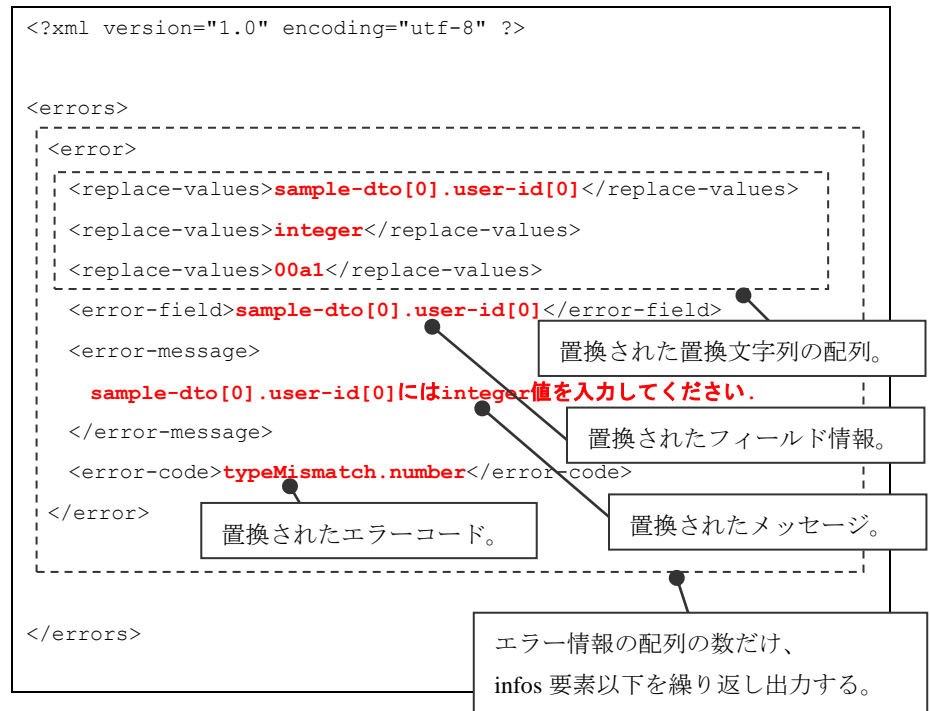 <?xml version="1.0" encoding="utf-8" ?>
<errors>
<error>
<replace-values>sample-dto[0].user-id[0]</replace-values>
<replace-values>integer</replace-values>
<replace-values>00a1</replace-values>
<error-field>sample-dto[0].user-id[0]</error-field>
置換された置換文字列の配列。
<error-message>
sample-dto[0].user-id[0]にはinteger値を入力してください.
置換されたフィールド情報。
</error-message>
<error-code>typeMismatch.number</error-code>
</error>
置換されたエラーコード。
置換されたメッセージ。
</errors>
エラー情報の配列の数だけ、
infos 要素以下を繰り返し出力する。